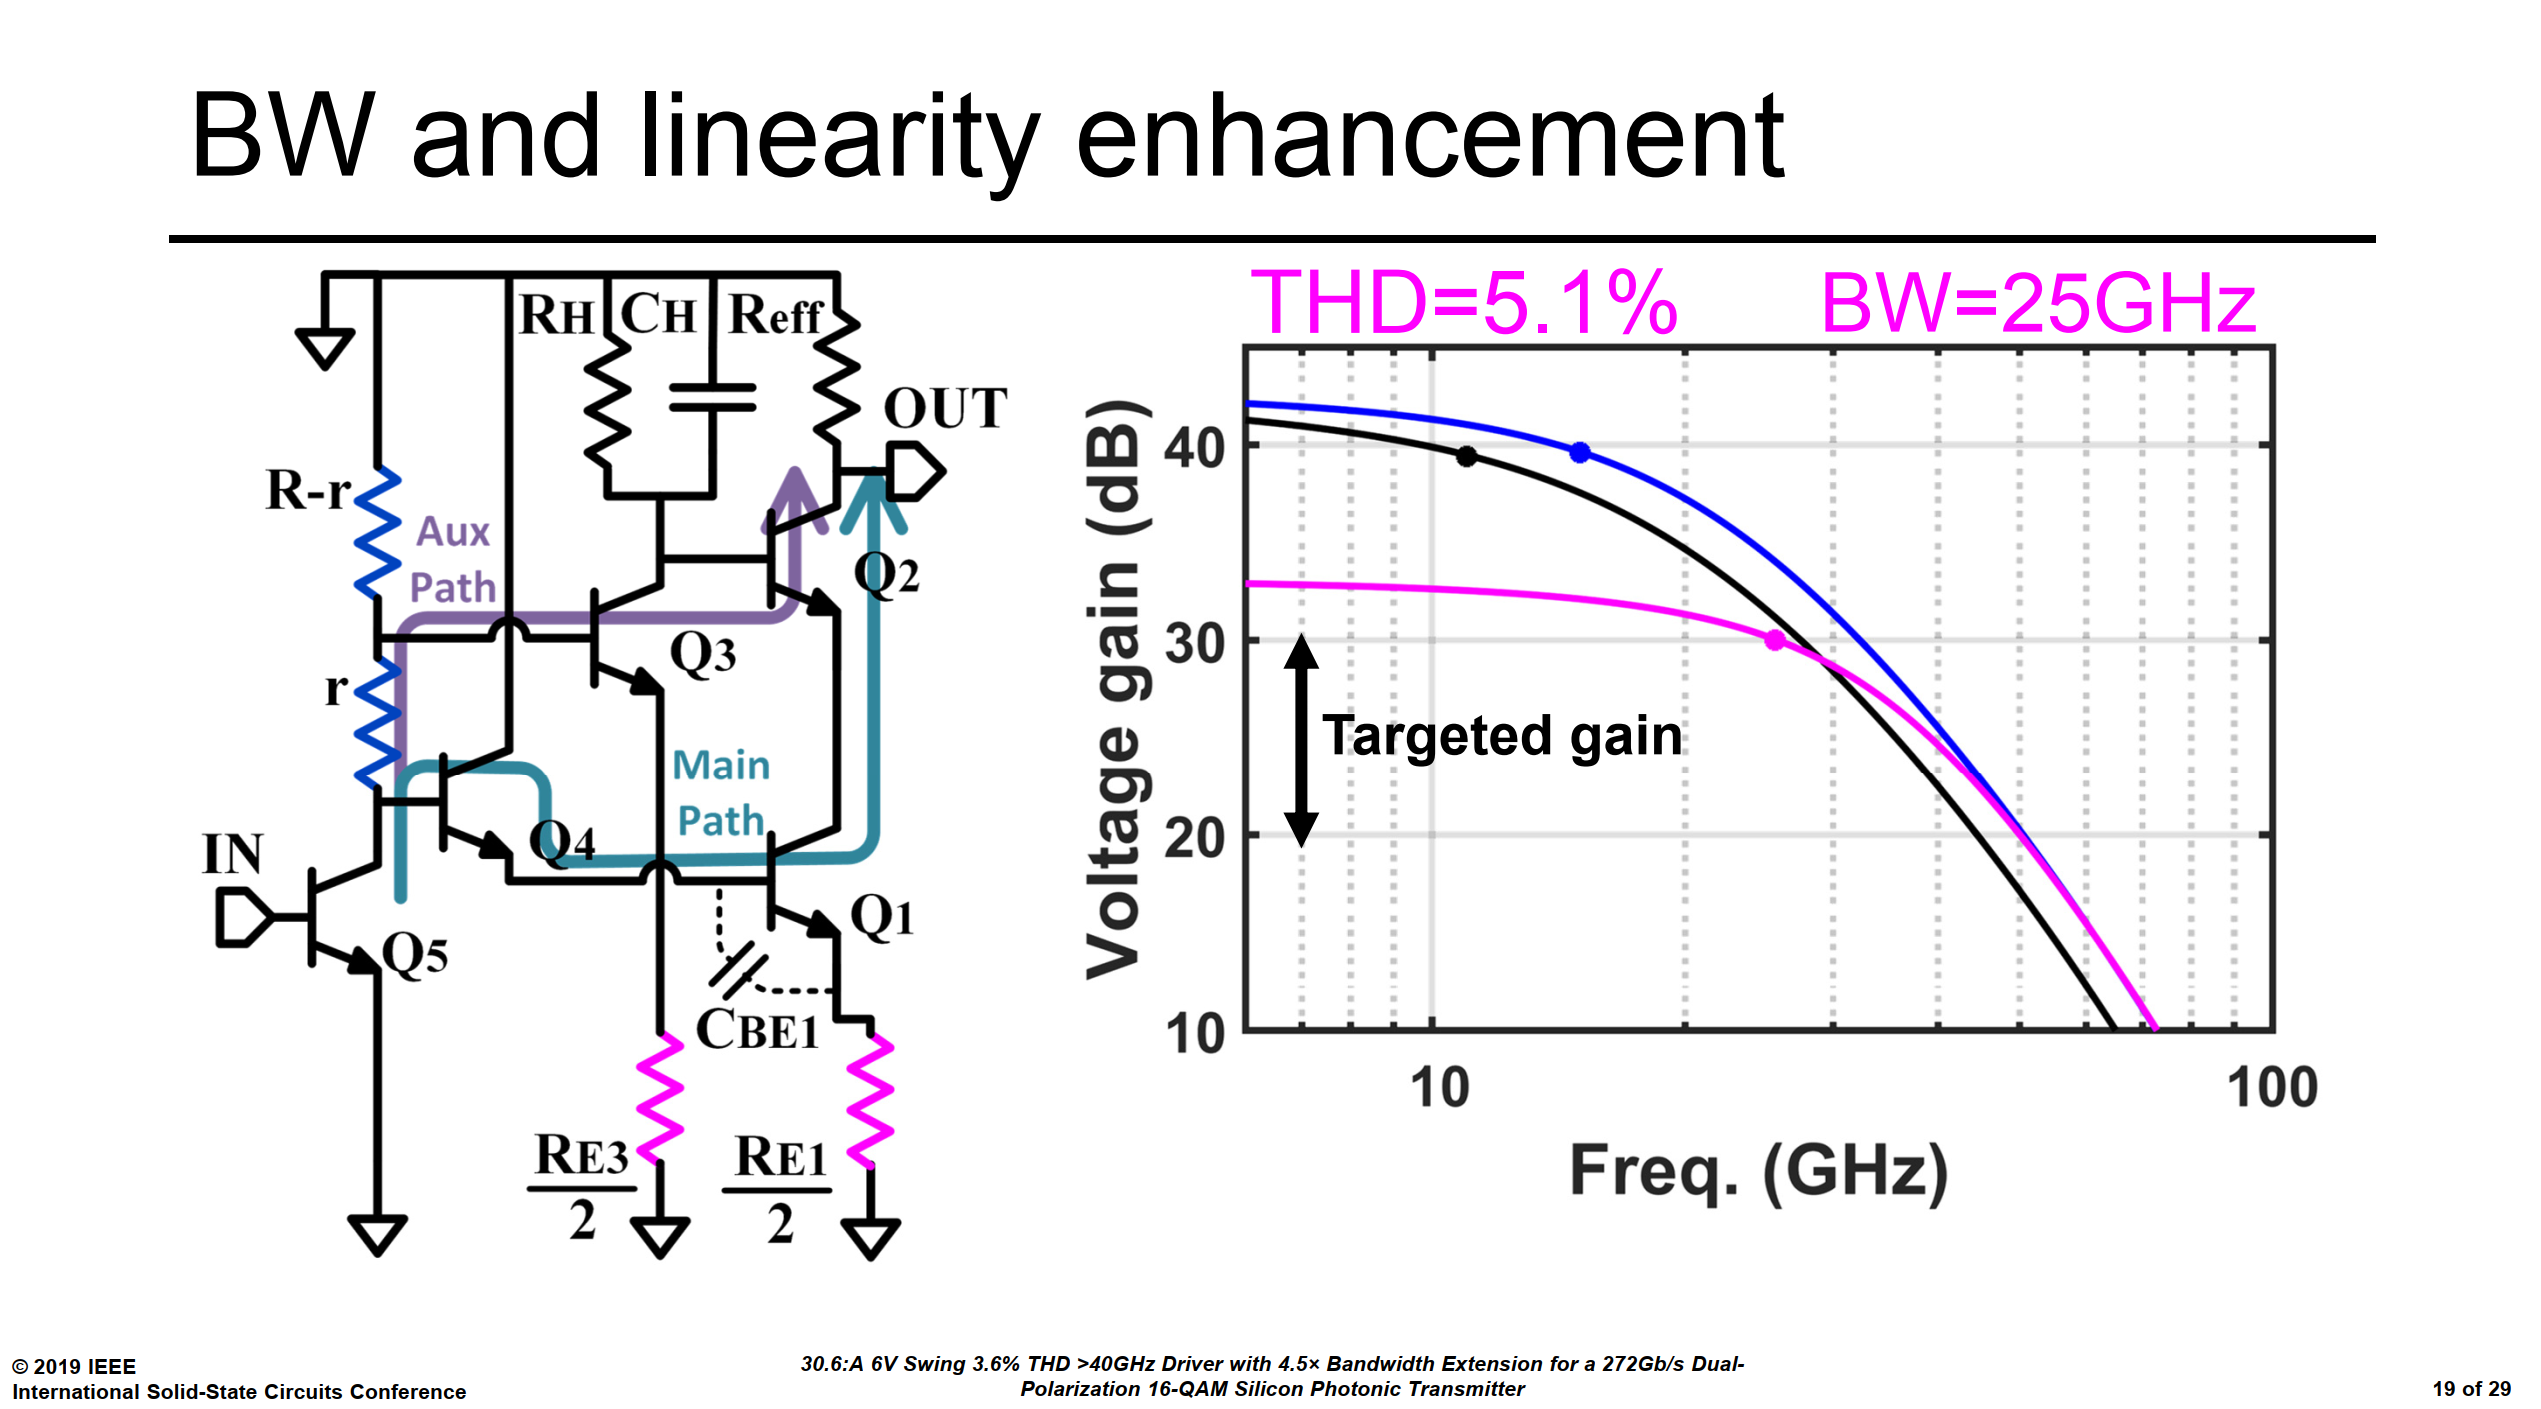 BW and linearity enhancement
RH CH Reff
OUT
R-r
Aux
Path
Q2
Q3
r
Main
Path
Q4
IN
Q1
Q5
CBE1
RE3
2
RE1
2
THD=5.1% BW=25GHz
Voltage gain (dB)
40
30
20
10
Targeted gain
10 100
Freq. (GHz)
© 2019 IEEE
International Solid-State Circuits Conference
30.6:A 6V Swing 3.6% THD >40GHz Driver with 4.5× Bandwidth Extension for a 272Gb/s Dual-
Polarization 16-QAM Silicon Photonic Transmitter
19 of 29